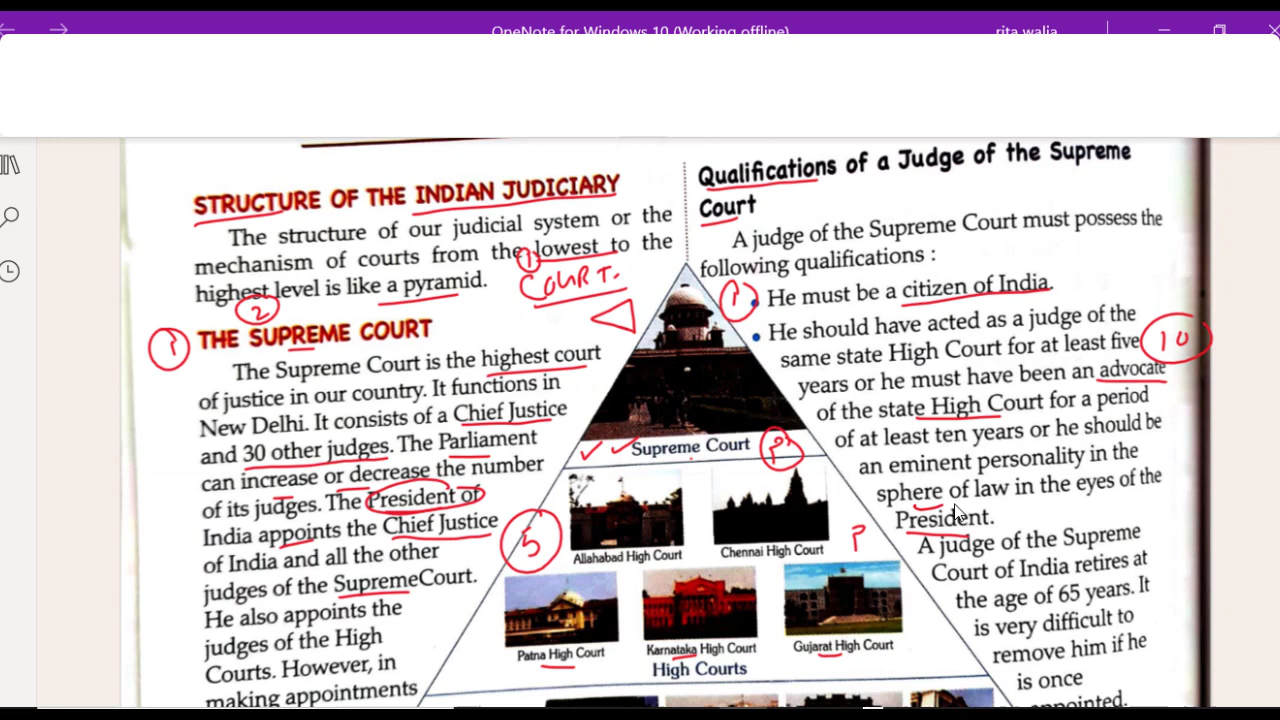 OneNote for Windows 10 (Working offline)
rita walia
STRUCTURE OF THE INDIAN JUDICIARY
The structure of our judicial system or the
mechanism of courts from the lowest to the
highest level is like a pyramid.
1
COURT.
2
1
THE SUPREME COURT
The Supreme Court is the highest court
of justice in our country. It functions in
New Delhi. It consists of a Chief Justice
and 30 other judges. The Parliament
can increase or decrease the number
of its judges. The President of
India appoints the Chief Justice
of India and all the other
judges of the Supreme Court.
He also appoints the
judges of the High
Courts. However, in
making appointments
Supreme Court
5
Allahabad High Court
Chennai High Court
P
Patna High Court
Karnataka High Court
Gujarat High Court
High Courts
Qualifications of a Judge of the Supreme
Court
A judge of the Supreme Court must possess the
following qualifications :
1
• He must be a citizen of India.
• He should have acted as a judge of the
same state High Court for at least five
10
years or he must have been an advocate
of the state High Court for a period
of at least ten years or he should be
an eminent personality in the
sphere of law in the eyes of the
President.
A judge of the Supreme
Court of India retires at
the age of 65 years. It
is very difficult to
remove him if he
is once
appointed.